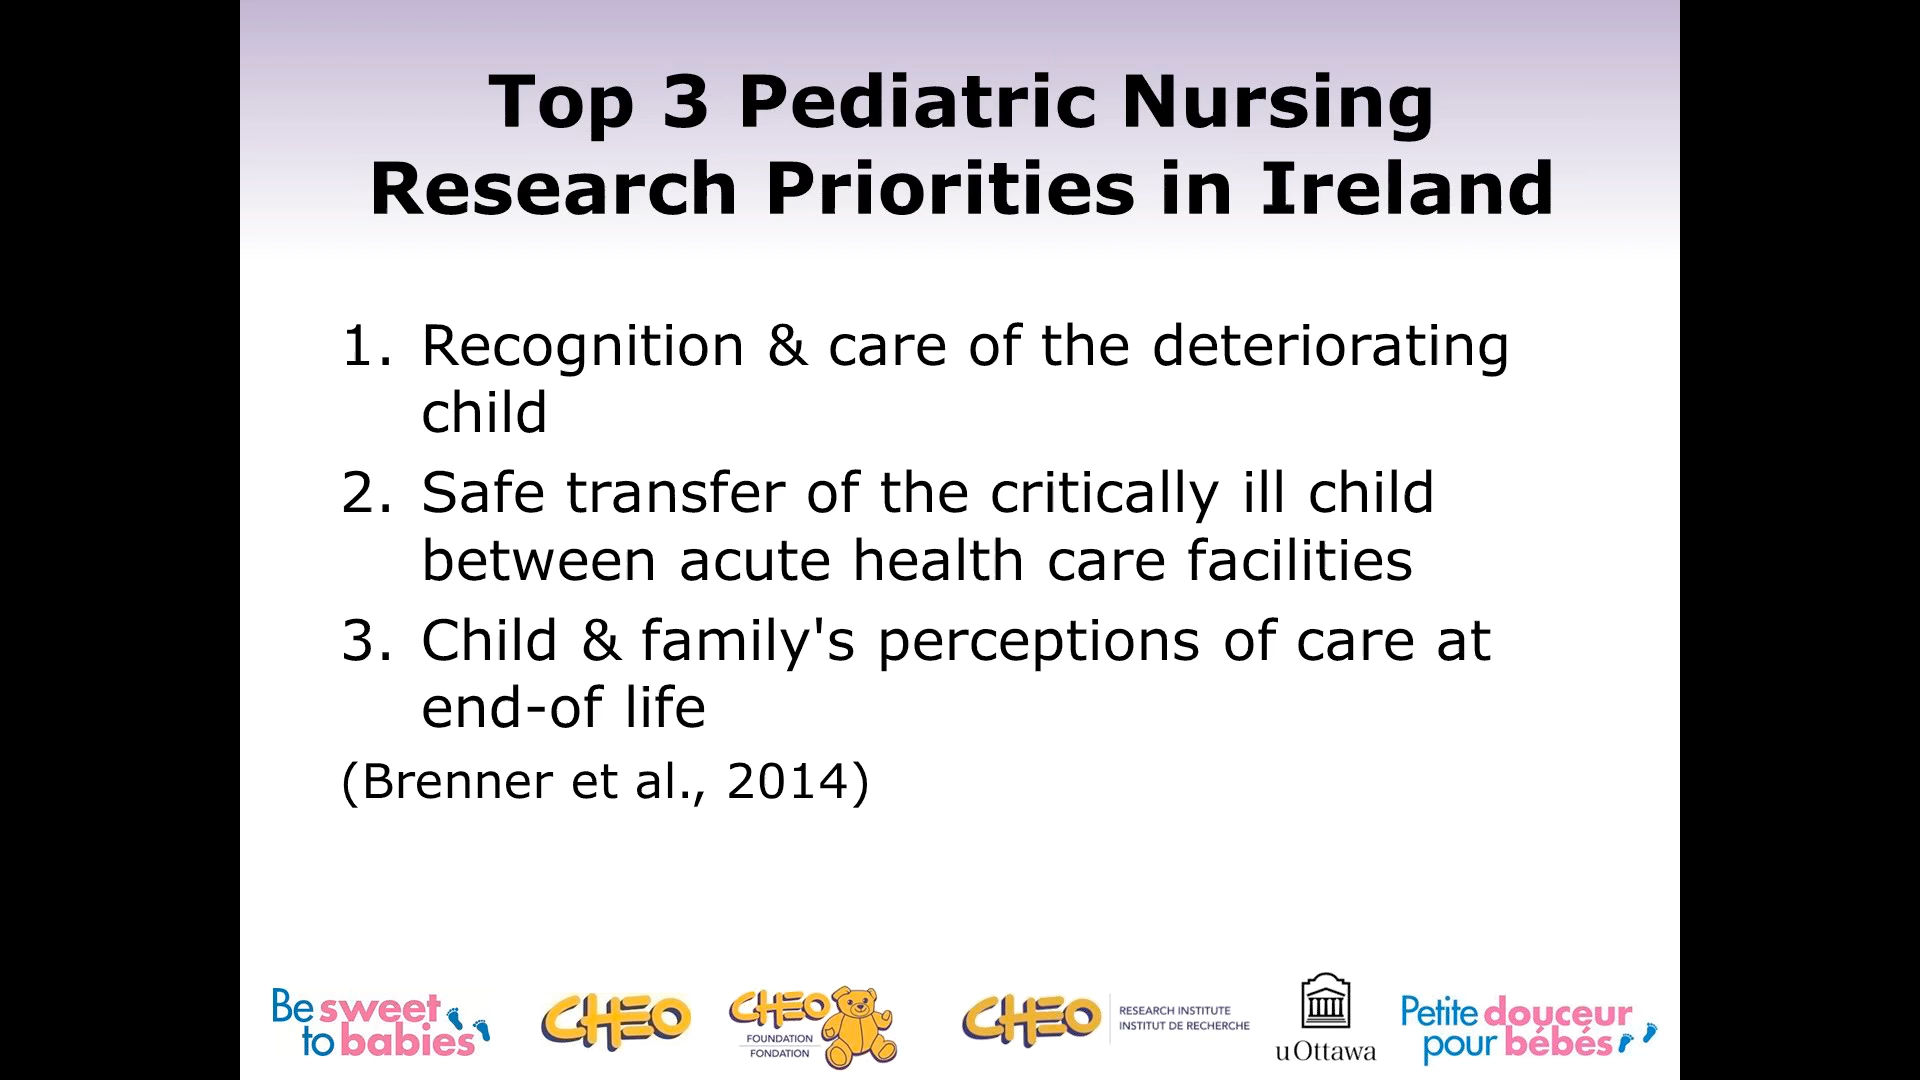 Top 3 Pediatric Nursing
Research Priorities in Ireland
1. Recognition & care of the deteriorating
child
2. Safe transfer of the critically ill child
between acute health care facilities
3. Child & family's perceptions of care at
end-of life
(Brenner et al., 2014)
Be sweet
to babies
CHEO
CHEO
FOUNDATION
FONDATION
CHEO
RESEARCH INSTITUTE
INSTITUT DE RECHERCHE
uOttawa
Petite douceur
pour bébés